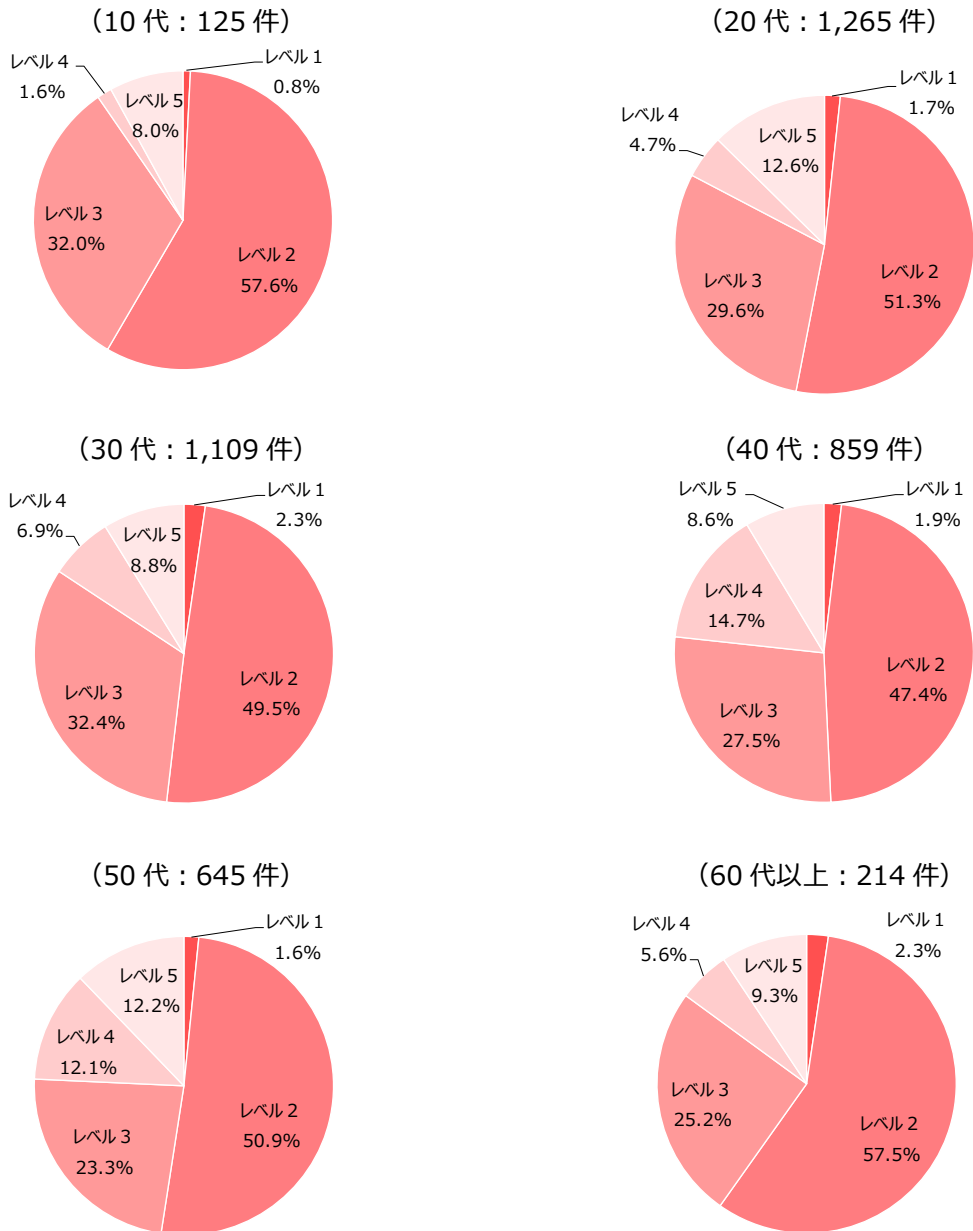 （10 代：125 件）
レベル 1
0.8%
レベル 2
57.6%
レベル 3
32.0%
レベル 4
1.6%
レベル 5
8.0%
（20 代：1,265 件）
レベル 1
1.7%
レベル 2
51.3%
レベル 3
29.6%
レベル 4
4.7%
レベル 5
12.6%
（30 代：1,109 件）
レベル 1
2.3%
レベル 2
49.5%
レベル 3
32.4%
レベル 4
6.9%
レベル 5
8.8%
（40 代：859 件）
レベル 1
1.9%
レベル 2
47.4%
レベル 3
27.5%
レベル 4
14.7%
レベル 5
8.6%
（50 代：645 件）
レベル 1
1.6%
レベル 2
50.9%
レベル 3
23.3%
レベル 4
12.1%
レベル 5
12.2%
（60 代以上：214 件）
レベル 1
2.3%
レベル 2
57.5%
レベル 3
25.2%
レベル 4
5.6%
レベル 5
9.3%